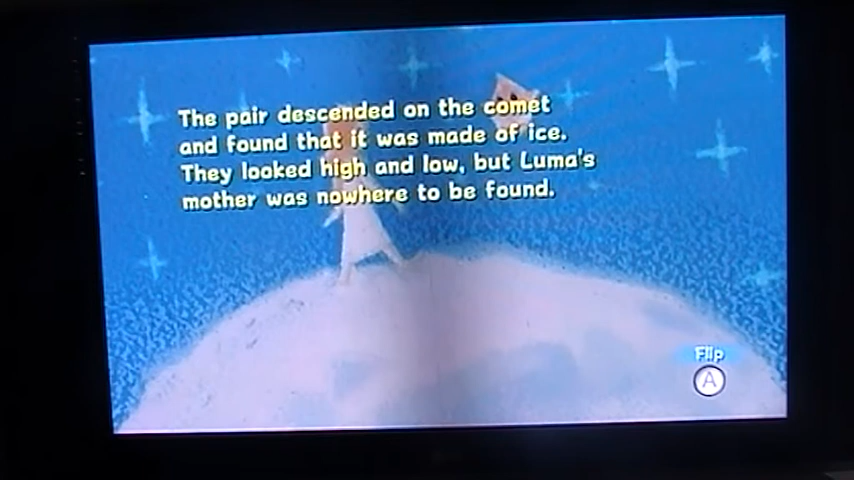 The pair descended on the comet
and found that it was made of ice.
They looked high and low, but Luma's
mother was nowhere to be found.
Flip
A